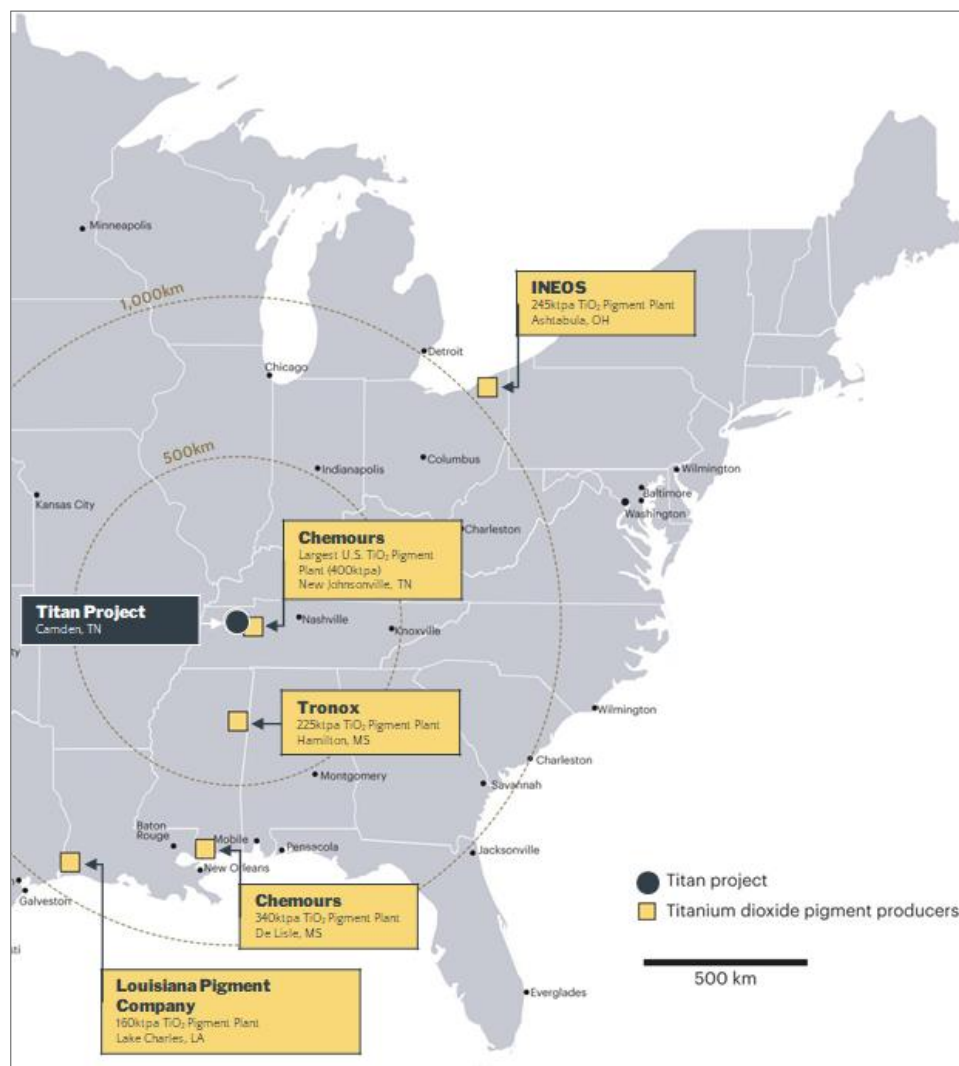 Minneapolis
1,000km
INEOS
245ktpa TiO₂ Pigment Plant
Ashtabula, OH
Detroit
Chicago
500km
Columbus
Indianapolis
Wilmington
Kansas City
Baltimore
Washington
Chemours
Largest U.S. TiO₂ Pigment
Plant (400ktpa)
New Johnsonville, TN
Charleston
Titan Project
Camden, TN
Nashville
Knoxville
ty
Tronox
225ktpa TiO₂ Pigment Plant
Hamilton, MS
Wilmington
Charleston
Montgomery
Savannah
Baton
Rouge
Mobile
Pensacola
Jacksonville
New Orleans
Galveston
Chemours
340ktpa TiO₂ Pigment Plant
De Lisle, MS
Titan project
Titanium dioxide pigment producers
sti
500 km
Louisiana Pigment
Company
160ktpa TiO₂ Pigment Plant
Lake Charles, LA
Everglades